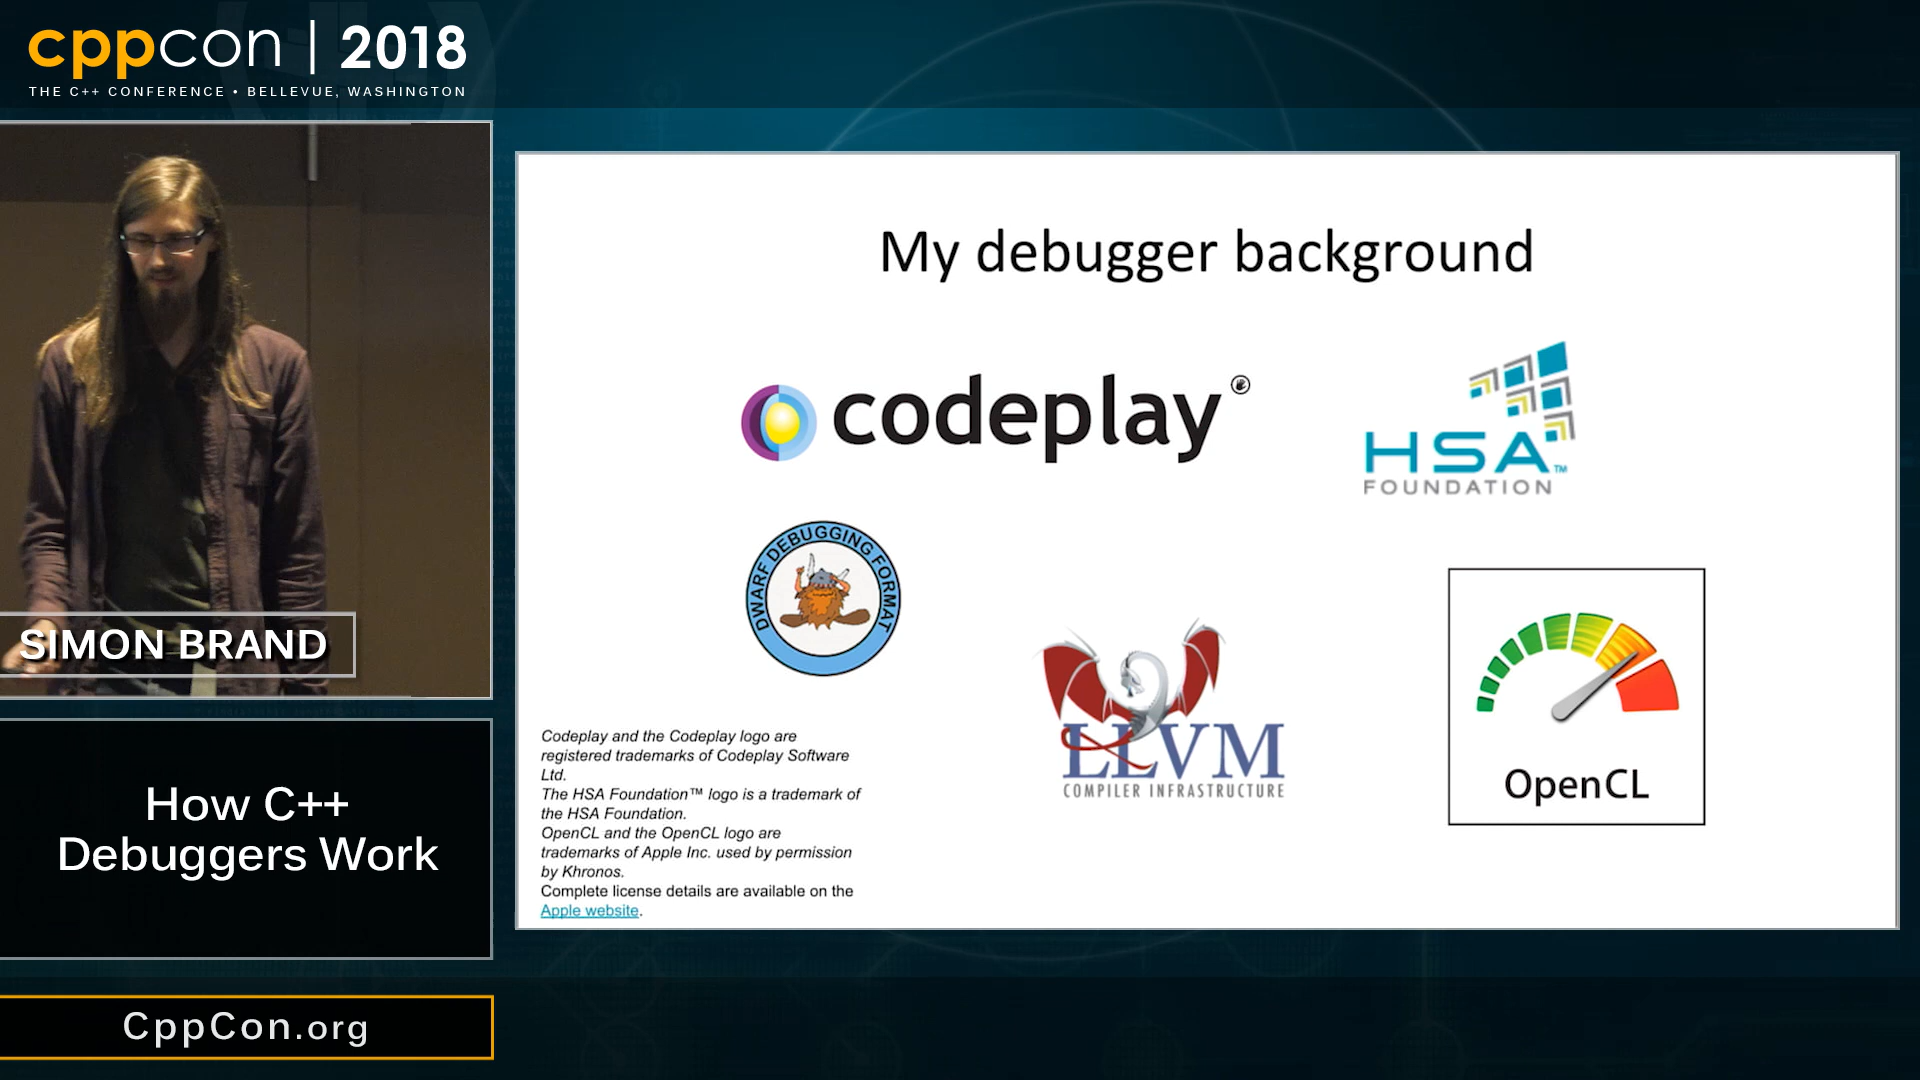 cppcon | 2018
THE C++ CONFERENCE • BELLEVUE, WASHINGTON
SIMON BRAND
How C++
Debuggers Work
CppCon.org
My debugger background
codeplay
HSA™
FOUNDATION
DWARF DEBUGGING FORMAT
LLVM
COMPILER INFRASTRUCTURE
OpenCL
Codeplay and the Codeplay logo are
registered trademarks of Codeplay Software
Ltd.
The HSA Foundation™ logo is a trademark of
the HSA Foundation.
OpenCL and the OpenCL logo are
trademarks of Apple Inc. used by permission
by Khronos.
Complete license details are available on the
Apple website.